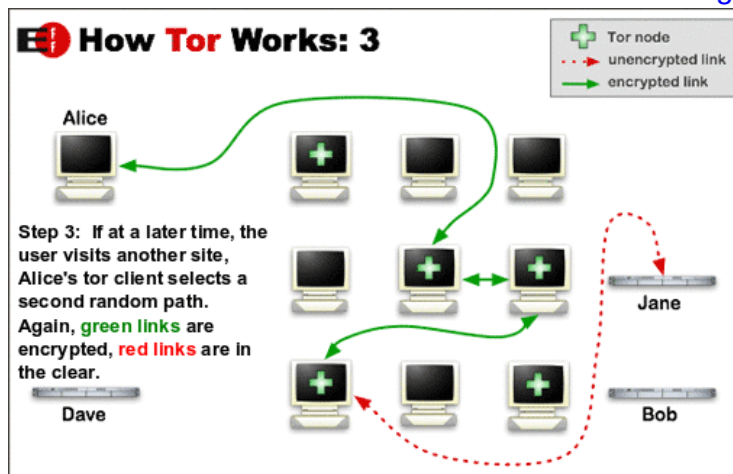 EFF How Tor Works: 3
Tor node
unencrypted link
encrypted link
Alice
Step 3: If at a later time, the
user visits another site,
Alice's tor client selects a
second random path.
Again, green links are
encrypted, red links are in
the clear.
Jane
Dave
Bob